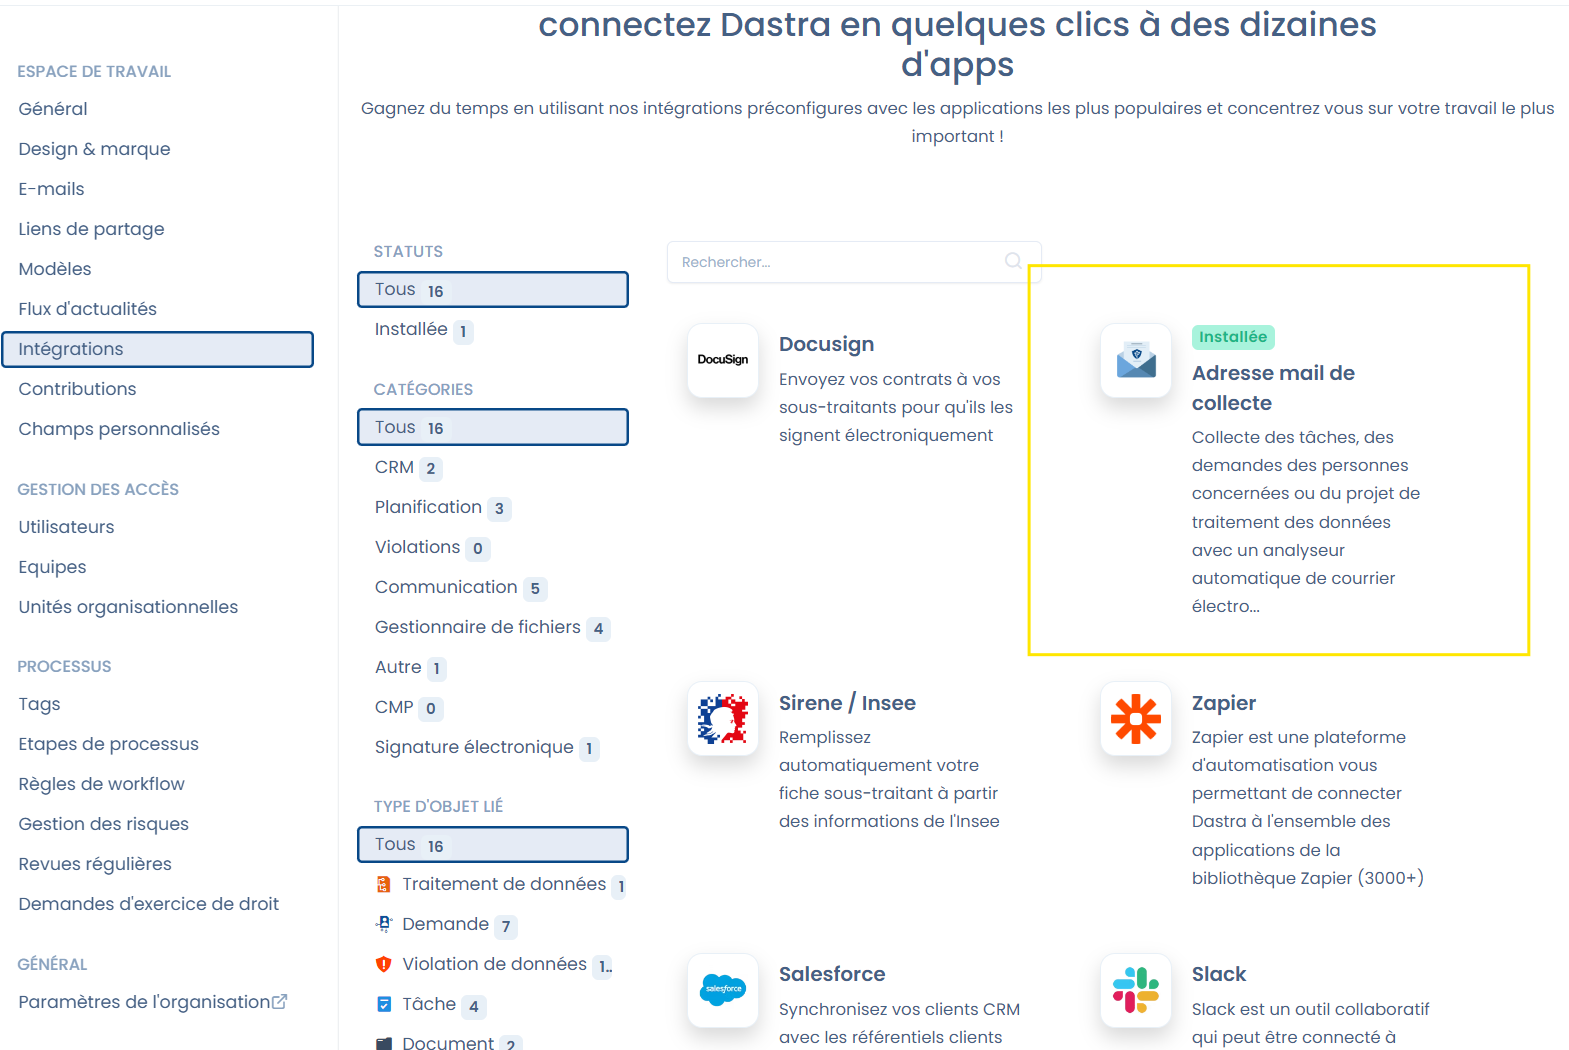 connectez Dastra en quelques clics à des dizaines
d'apps
Gagnez du temps en utilisant nos intégrations préconfigures avec les applications les plus populaires et concentrez vous sur votre travail le plus
important !
ESPACE DE TRAVAIL
Général
Design & marque
E-mails
Liens de partage
Modèles
Flux d'actualités
Intégrations
Contributions
Champs personnalisés
GESTION DES ACCÈS
Utilisateurs
Equipes
Unités organisationnelles
PROCESSUS
Tags
Etapes de processus
Règles de workflow
Gestion des risques
Revues régulières
Demandes d'exercice de droit
GÉNÉRAL
Paramètres de l'organisation
STATUTS
Tous 16
Installée 1
CATÉGORIES
Tous 16
CRM 2
Planification 3
Violations 0
Communication 5
Gestionnaire de fichiers 4
Autre 1
CMP 0
Signature électronique 1
TYPE D'OBJET LIÉ
Tous 16
Traitement de données 1
Demande 7
Violation de données 1..
Tâche 4
Document 2
Rechercher...
DocuSign
Docusign
Envoyez vos contrats à vos
sous-traitants pour qu'ils les
signent électroniquement
Installée
Adresse mail de
collecte
Collecte des tâches, des
demandes des personnes
concernées ou du projet de
traitement des données
avec un analyseur
automatique de courrier
électro...
Sirene / Insee
Remplissez
automatiquement votre
fiche sous-traitant à partir
des informations de l'Insee
Zapier
Zapier est une plateforme
d'automatisation vous
permettant de connecter
Dastra à l'ensemble des
applications de la
bibliothèque Zapier (3000+)
salesforce
Salesforce
Synchronisez vos clients CRM
avec les référentiels clients
Slack
Slack est un outil collaboratif
qui peut être connecté à